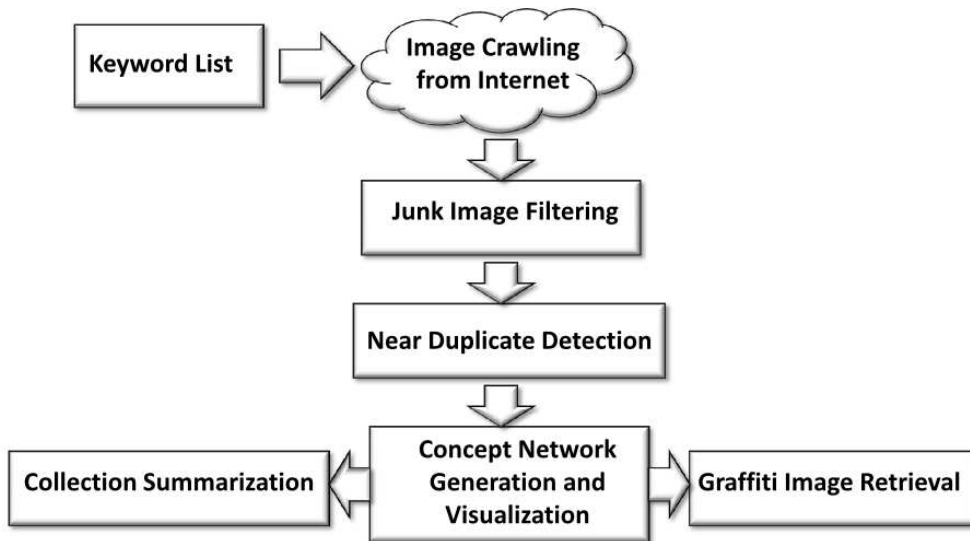 Keyword List
Image Crawling
from Internet
Junk Image Filtering
Near Duplicate Detection
Collection Summarization
Concept Network
Generation and
Visualization
Graffiti Image Retrieval